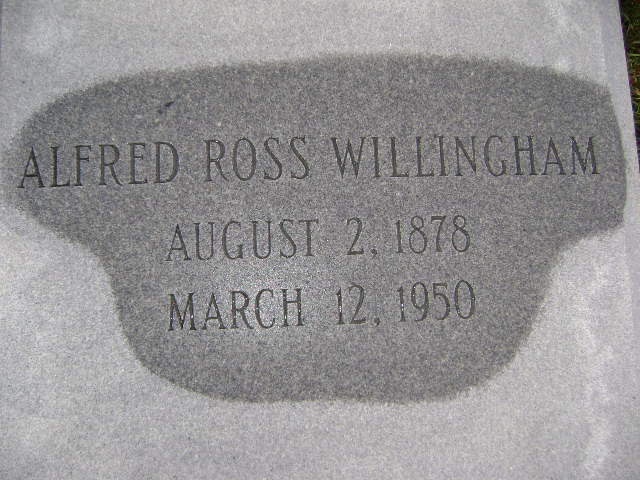 ALFRED ROSS WILLINGHAM
AUGUST 2, 1878
MARCH 12, 1950